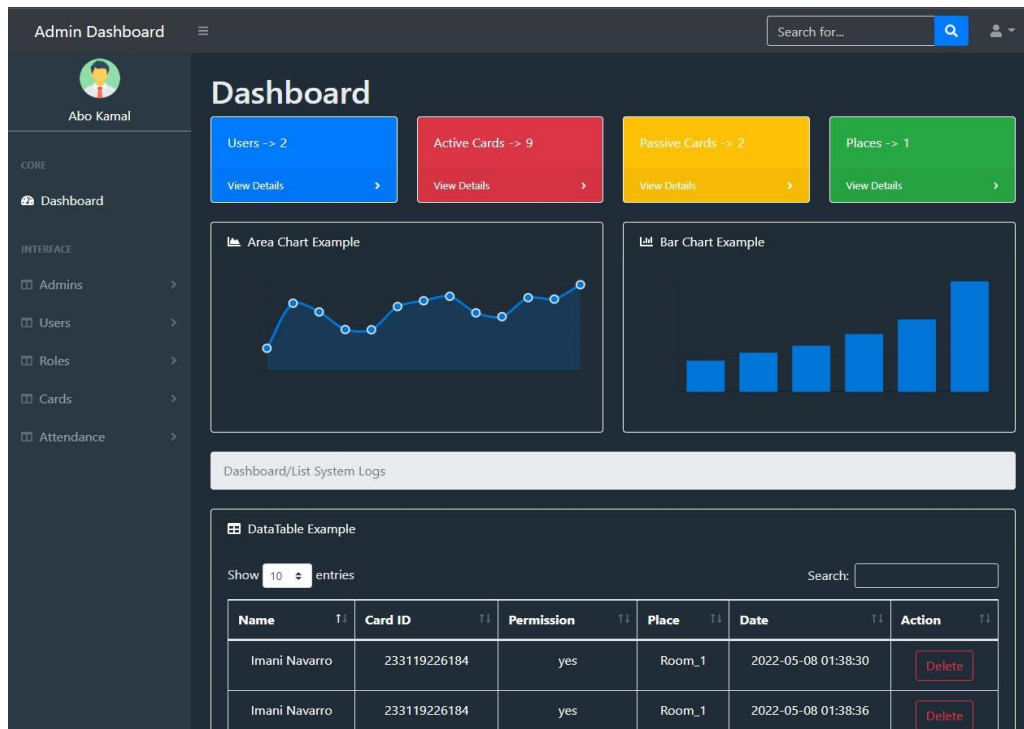 Admin Dashboard
Search for...
Abo Kamal
CORE
Dashboard
INTERFACE
Admins
Users
Roles
Cards
Attendance
Dashboard
Users -> 2
View Details
Active Cards -> 9
View Details
Passive Cards -> 2
View Details
Places -> 1
View Details
Area Chart Example
Bar Chart Example
Dashboard/List System Logs
DataTable Example
Show 10 entries
Search:
Name Card ID Permission Place Date Action
Imani Navarro 233119226184 yes Room_1 2022-05-08 01:38:30 Delete
Imani Navarro 233119226184 yes Room_1 2022-05-08 01:38:36 Delete